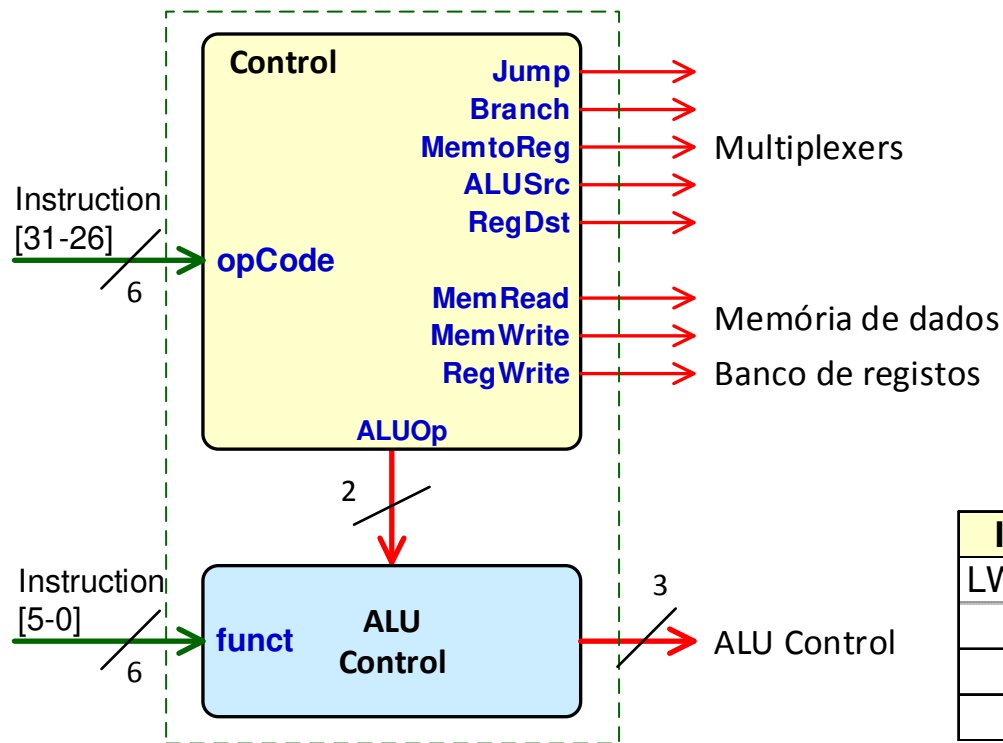 Control
Jump
Branch
MemtoReg
ALUSrc
RegDst
Multiplexers
Instruction
[31-26]
6
opCode
MemRead
MemWrite
RegWrite
Memória de dados
Banco de registos
ALUOp
2
Instruction
[5-0]
6
funct
ALU
Control
3
ALU Control